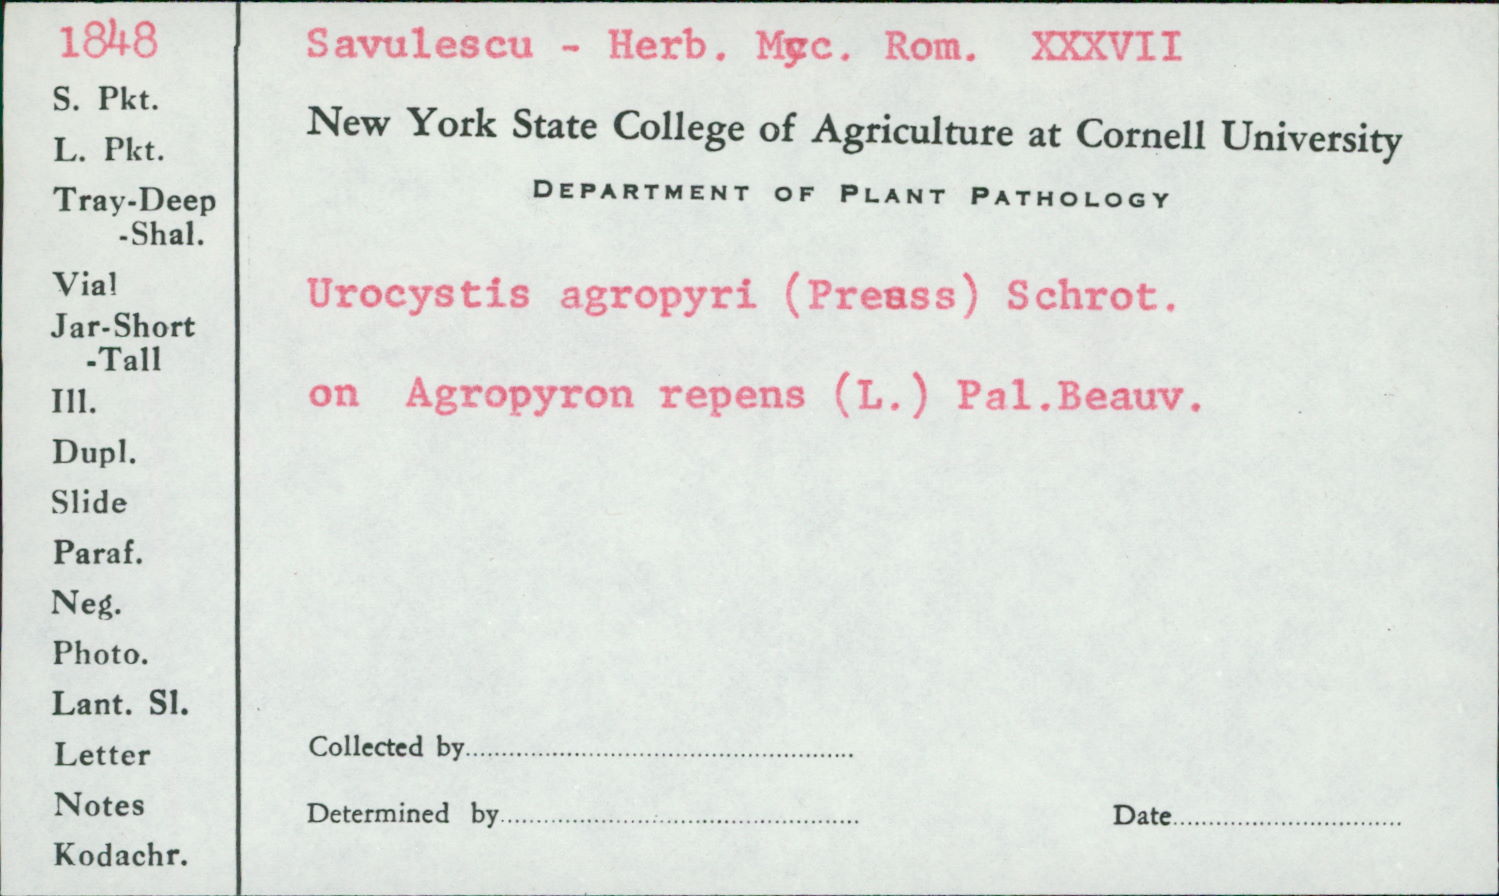 1848
S. Pkt.
L. Pkt.
Tray-Deep
-Shal.
Vial
Jar-Short
-Tall
Ill.
Dupl.
Slide
Paraf.
Neg.
Photo.
Lant. Sl.
Letter
Notes
Kodachr.
Savulescu - Herb. Myc. Rom. XXXVII
New York State College of Agriculture at Cornell University
DEPARTMENT OF PLANT PATHOLOGY
Urocystis agropyri (Preuss) Schrot.
on Agropyron repens (L.) Pal.Beauv.
Collected by
Determined by
Date